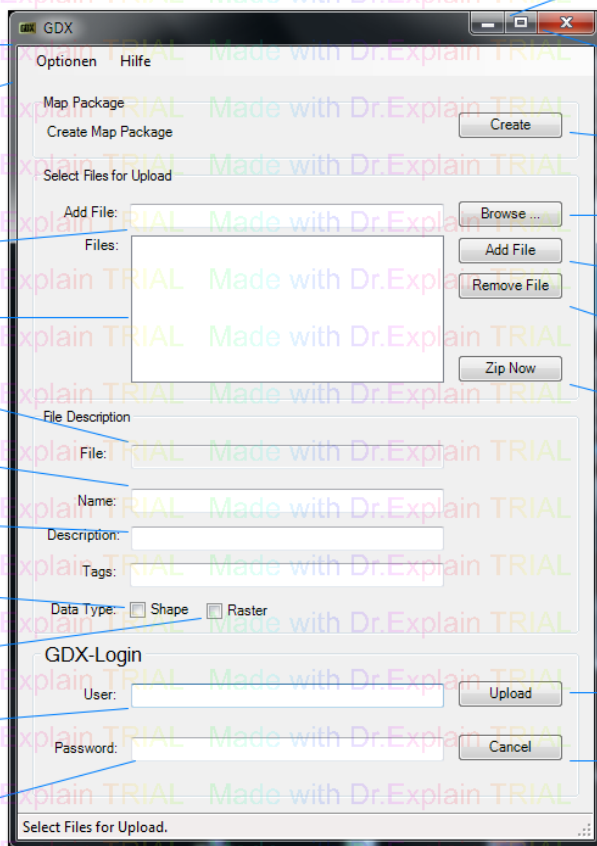 GDX GDX
Optionen Hilfe
Map Package
Create Map Package Create
Select Files for Upload
Add File: Browse ...
Files: Add File
Remove File
Zip Now
File Description
File:
Name:
Description:
Tags:
Data Type: Shape Raster
GDX-Login
User: Upload
Password: Cancel
Select Files for Upload.
Made with Dr.Explain TRIAL